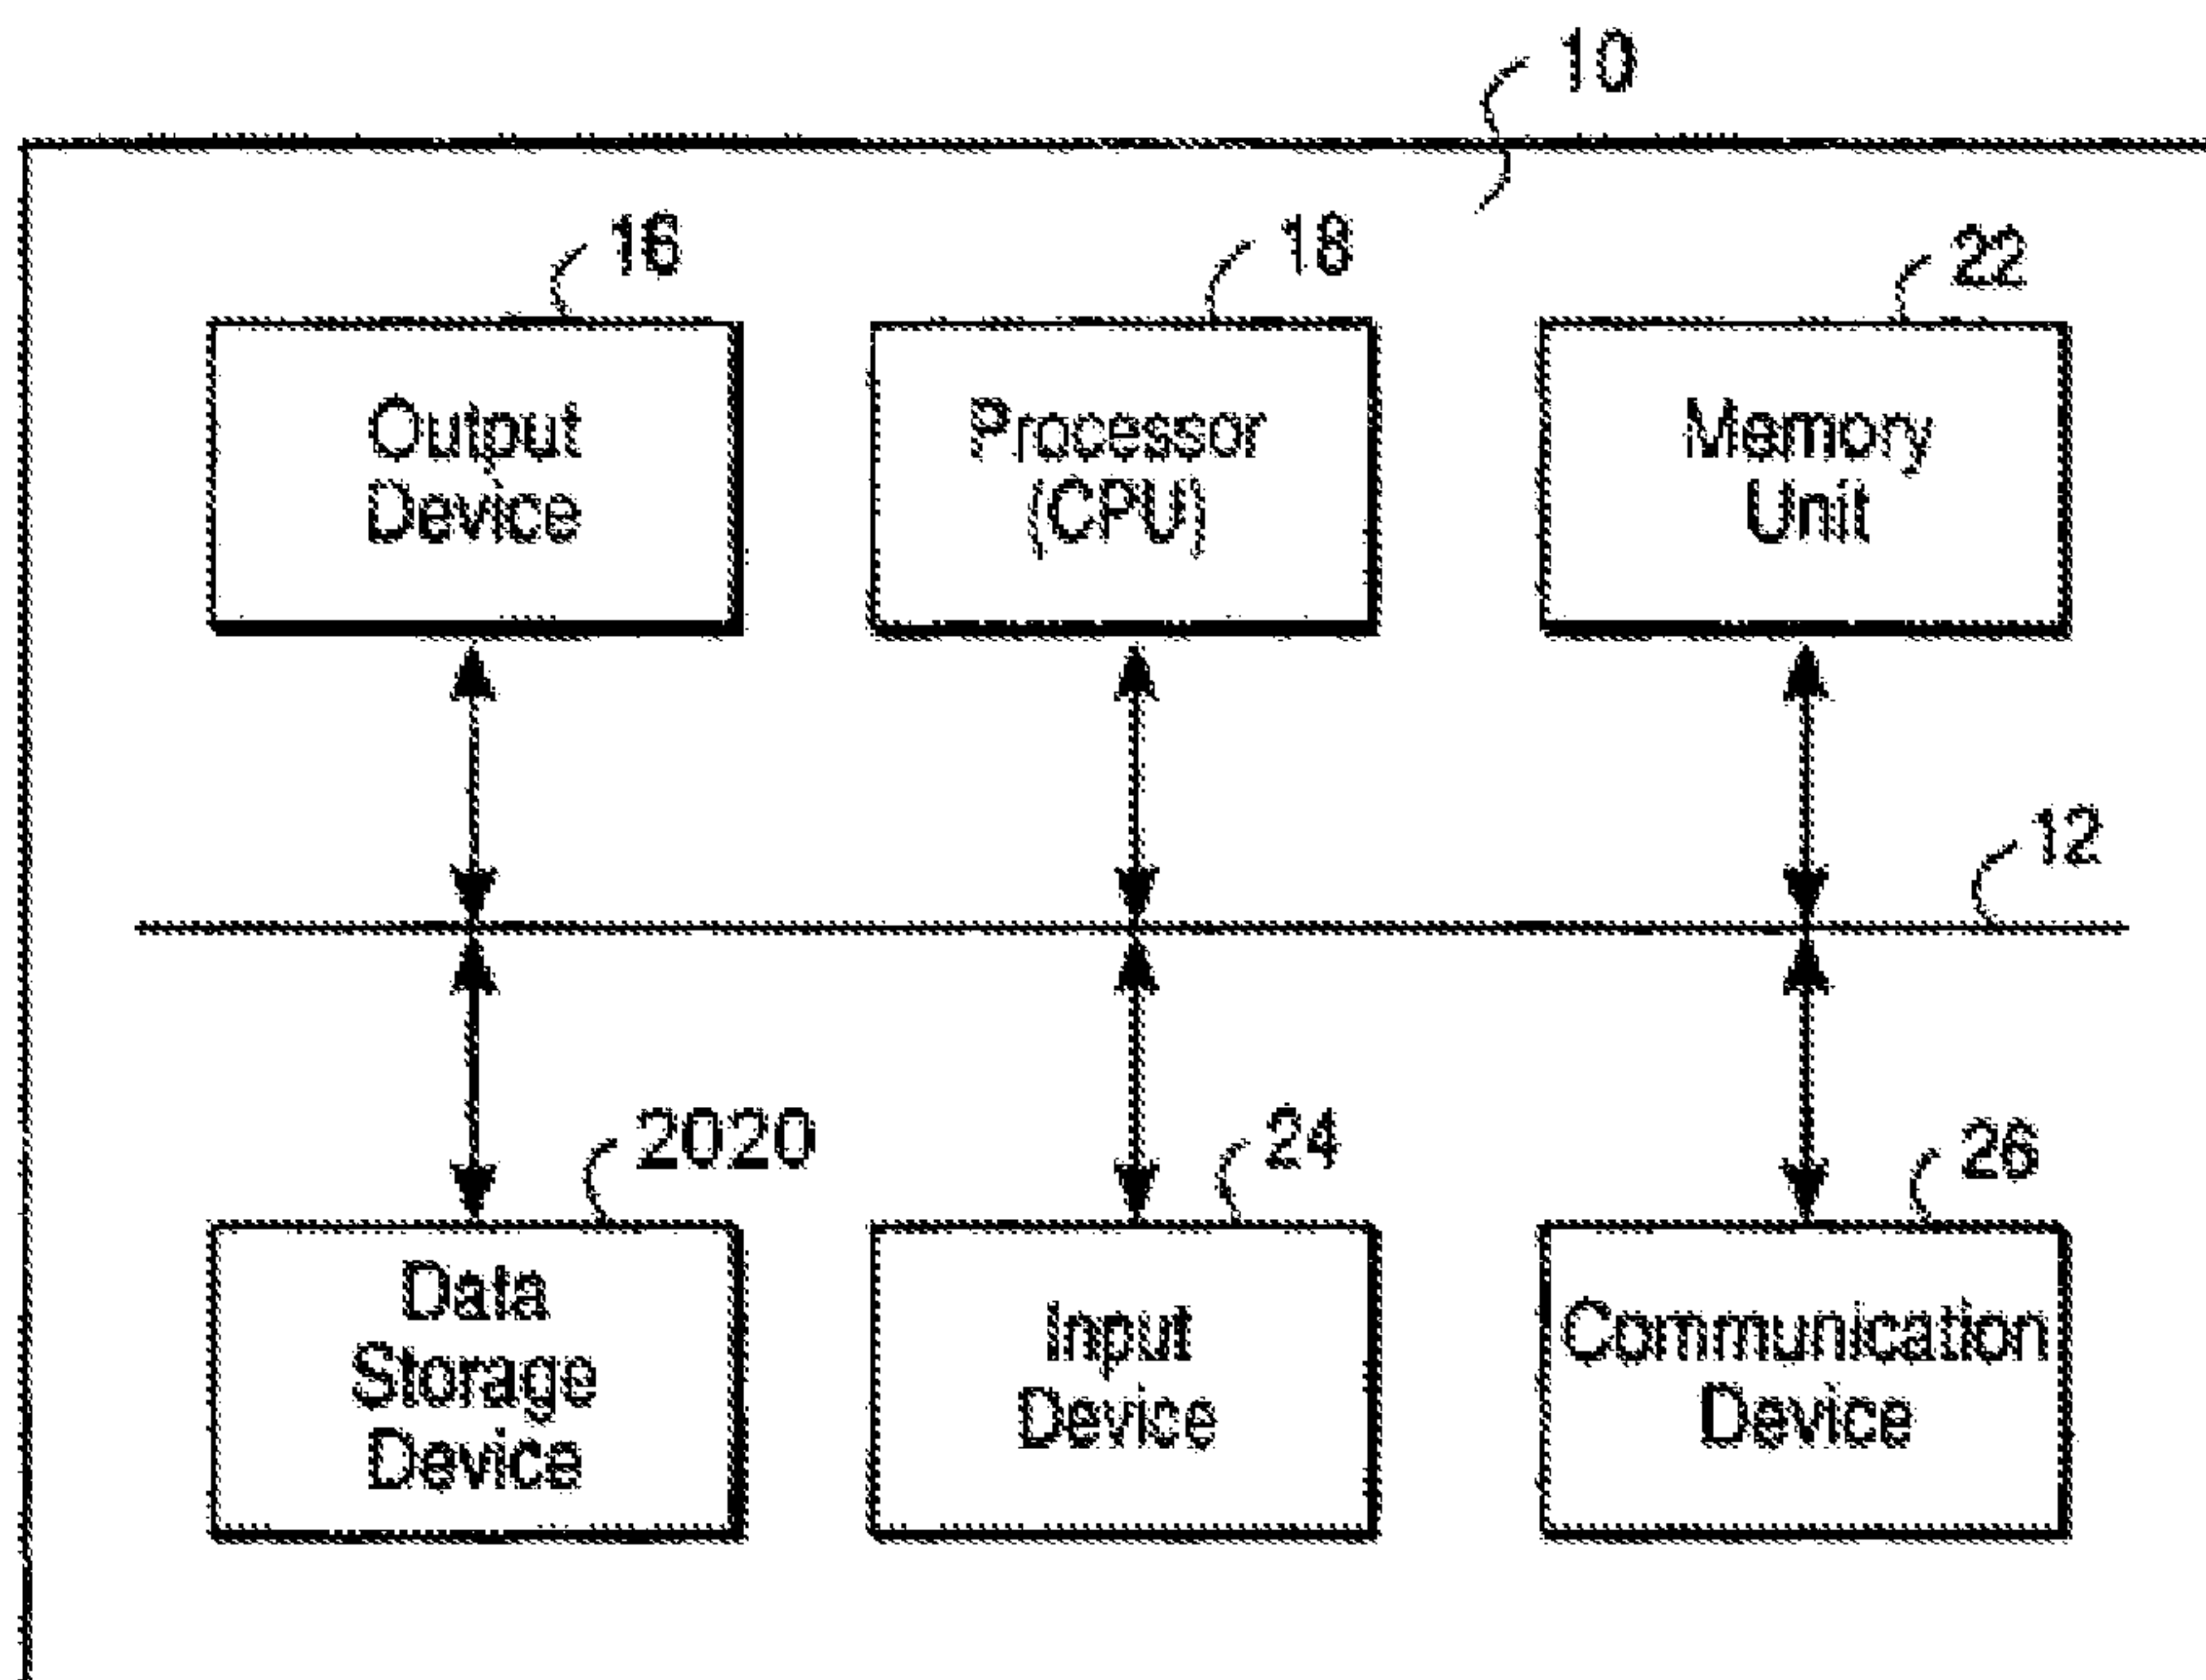 10
16
18
22
Output
Device
Processor
(CPU)
Memory
Unit
12
2020
24
26
Data
Storage
Device
Input
Device
Communication
Device